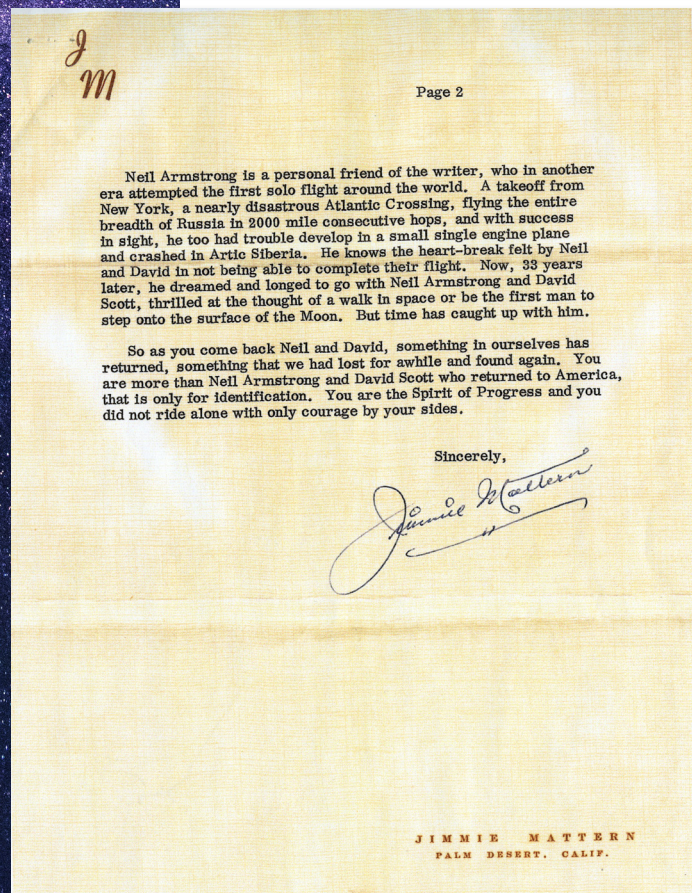 J
M
Page 2
Neil Armstrong is a personal friend of the writer, who in another
era attempted the first solo flight around the world. A takeoff from
New York, a nearly disastrous Atlantic Crossing, flying the entire
breadth of Russia in 2000 mile consecutive hops, and with success
in sight, he too had trouble develop in a small single engine plane
and crashed in Artic Siberia. He knows the heart-break felt by Neil
and David in not being able to complete their flight. Now, 33 years
later, he dreamed and longed to go with Neil Armstrong and David
Scott, thrilled at the thought of a walk in space or be the first man to
step onto the surface of the Moon. But time has caught up with him.
So as you come back Neil and David, something in ourselves has
returned, something that we had lost for awhile and found again. You
are more than Neil Armstrong and David Scott who returned to America,
that is only for identification. You are the Spirit of Progress and you
did not ride alone with only courage by your sides.
Sincerely,
Jimmie Mattern
JIMMIE MATTERN
PALM DESERT, CALIF.